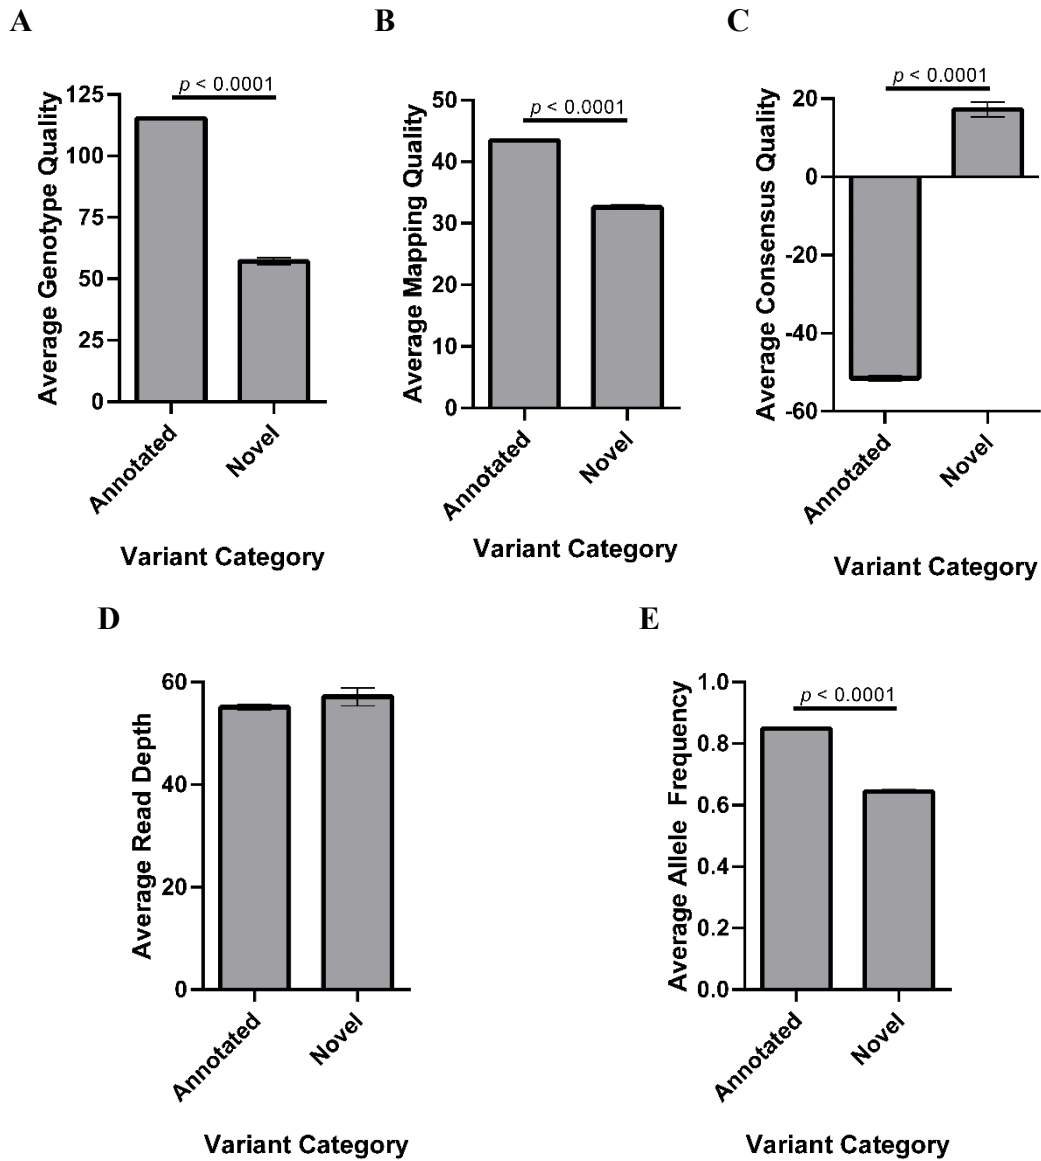 A
p < 0.0001
Average Genotype Quality
125
100
75
50
25
0
Annotated
Novel
Variant Category
B
p < 0.0001
Average Mapping Quality
50
40
30
20
10
0
Annotated
Novel
Variant Category
C
p < 0.0001
Average Consensus Quality
20
0
-20
-40
-60
Annotated
Novel
Variant Category
D
Average Read Depth
60
40
20
0
Annotated
Novel
Variant Category
E
p < 0.0001
Average Allele Frequency
1.0
0.8
0.6
0.4
0.2
0.0
Annotated
Novel
Variant Category